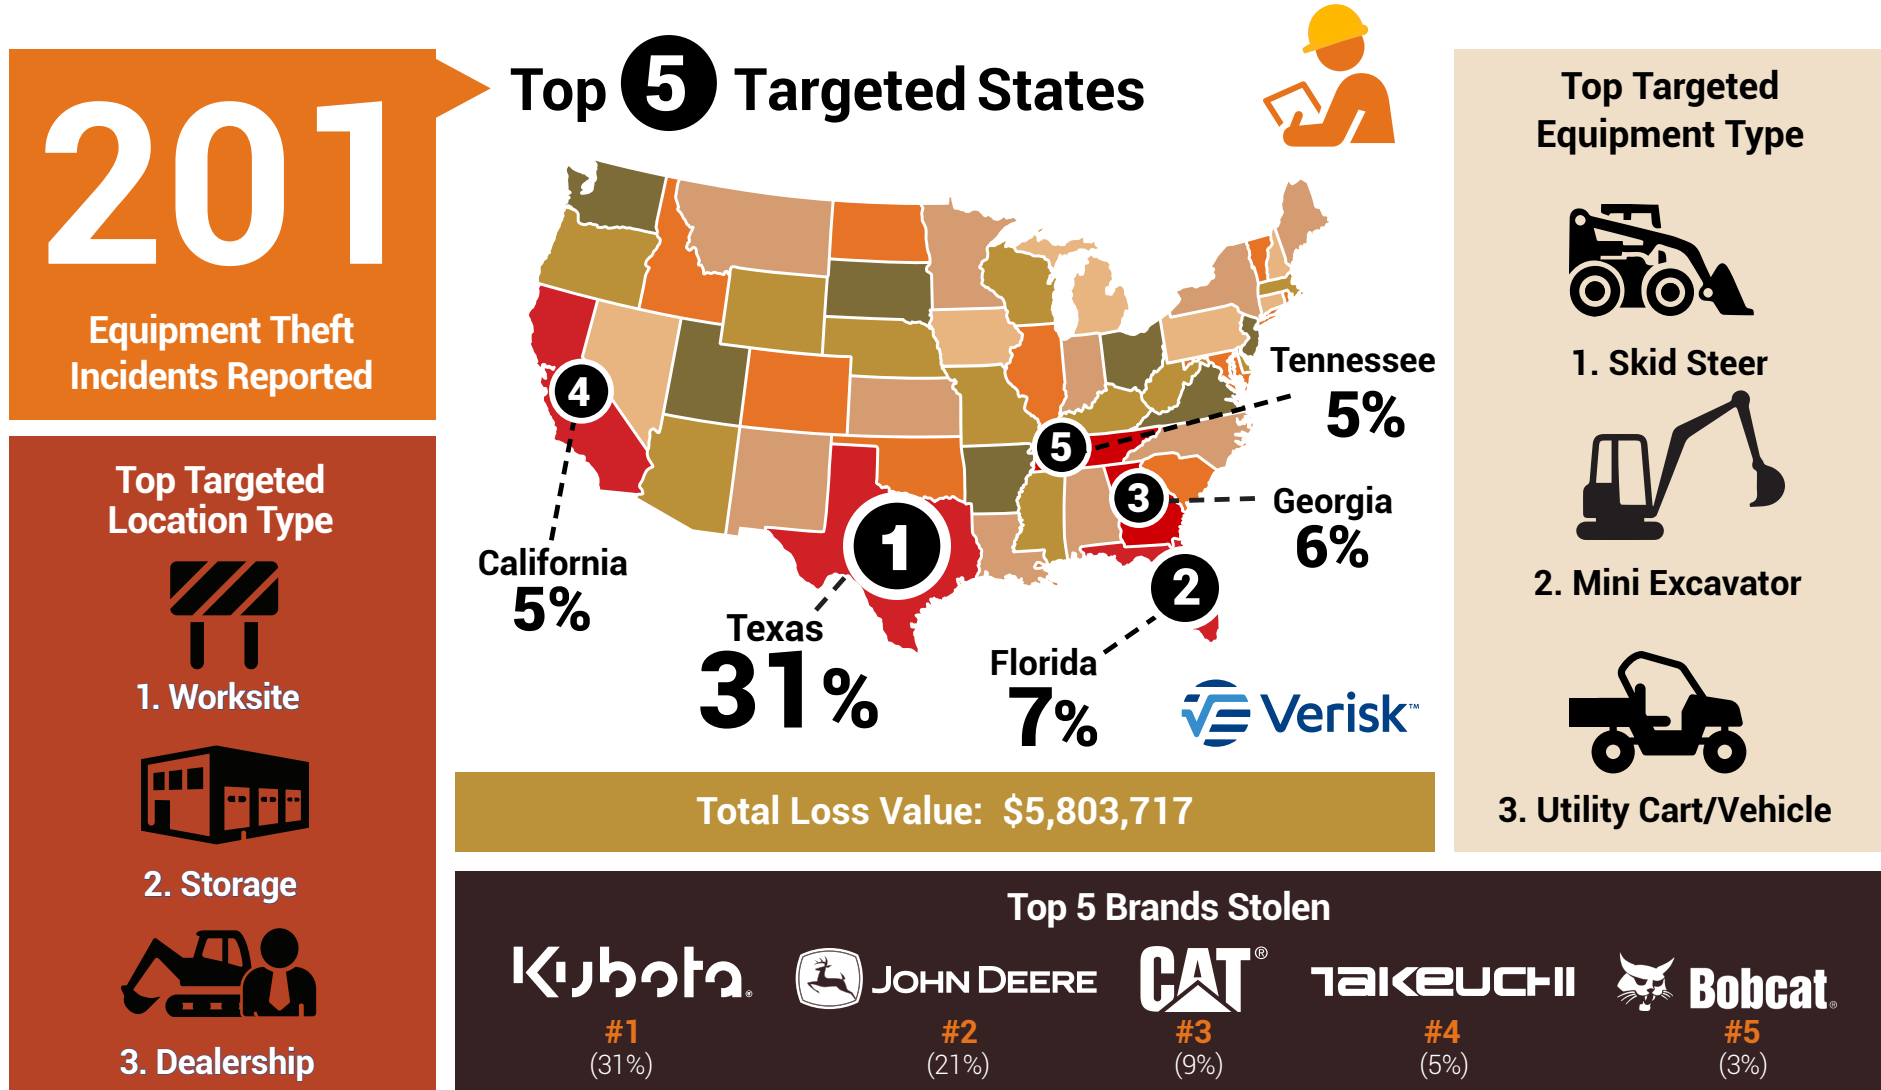 201
Equipment Theft
Incidents Reported
Top 5 Targeted States
4
5
3
1
2
Tennessee
5%
Georgia
6%
California
5%
Texas
31%
Florida
7%
Verisk™
Total Loss Value: $5,803,717
Top Targeted
Location Type
1. Worksite
2. Storage
3. Dealership
Top Targeted
Equipment Type
1. Skid Steer
2. Mini Excavator
3. Utility Cart/Vehicle
Top 5 Brands Stolen
Kubota®
#1
(31%)
JOHN DEERE
#2
(21%)
CAT®
#3
(9%)
TAKEUCHI
#4
(5%)
Bobcat®
#5
(3%)